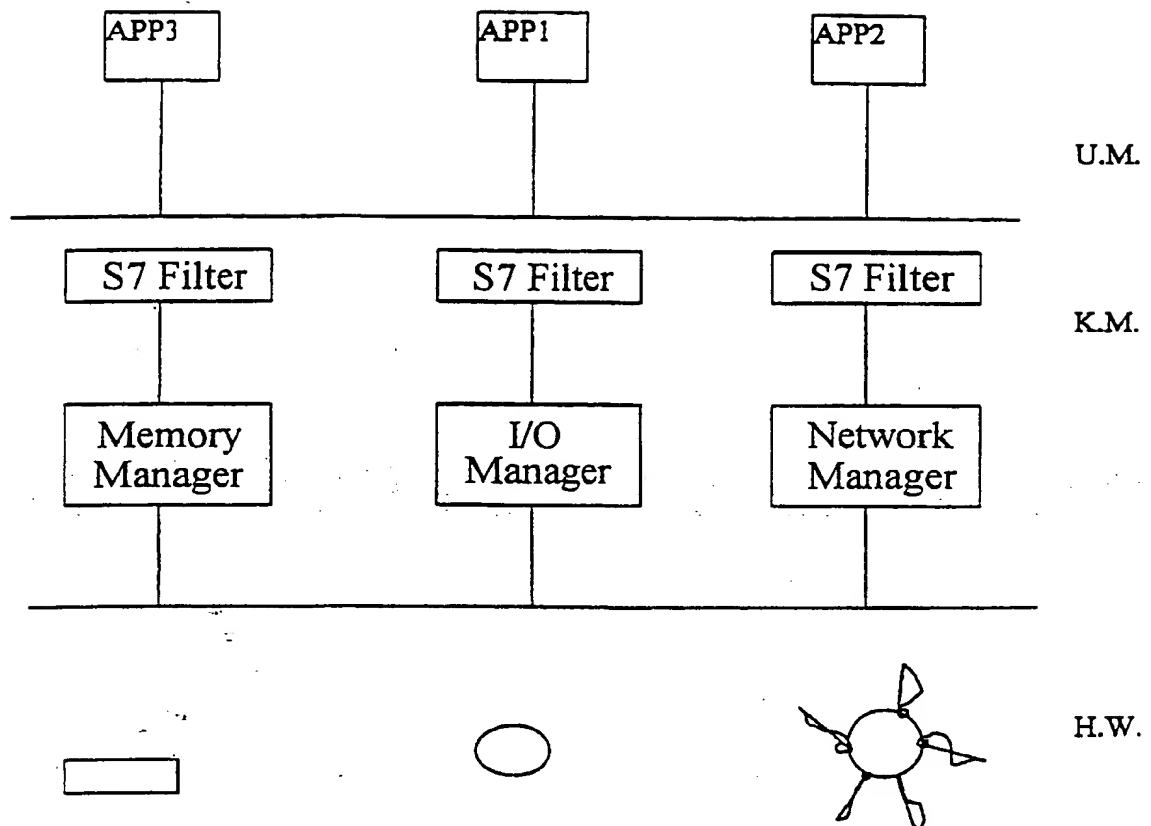 APP3
APP1
APP2
U.M.
S7 Filter
S7 Filter
S7 Filter
K.M.
Memory
Manager
I/O
Manager
Network
Manager
H.W.